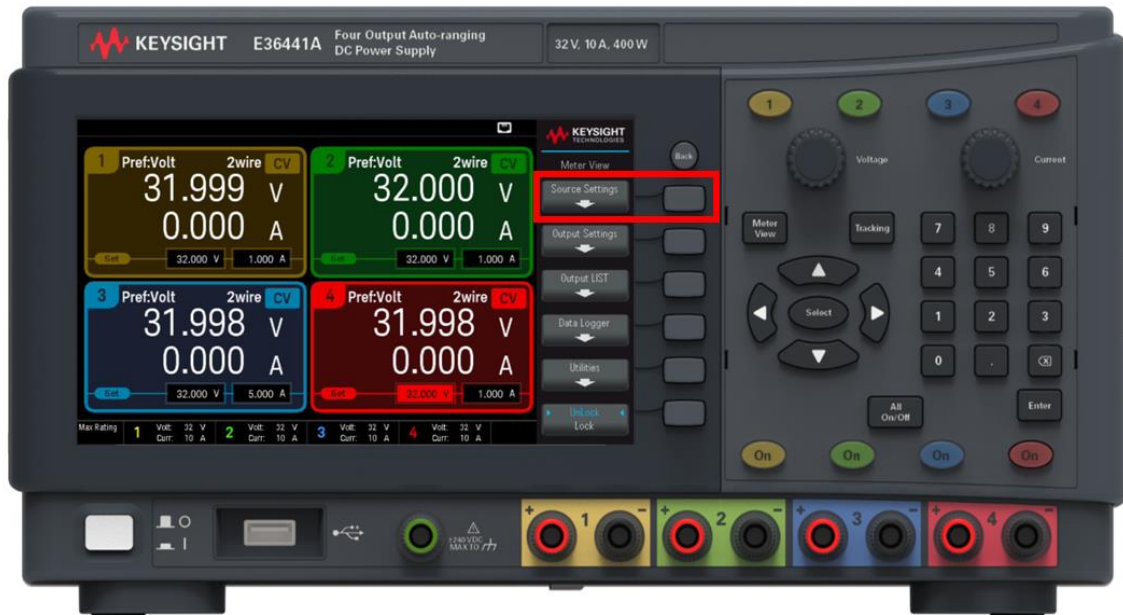 KEYSIGHT E36441A Four Output Auto-ranging
DC Power Supply
32 V, 10 A, 400 W
KEYSIGHT
TECHNOLOGIES
Meter View
Back
1 Pref:Volt 2wire CV
31.999 V
0.000 A
Set 32.000 V 1.000 A
2 Pref:Volt 2wire CV
32.000 V
0.000 A
Set 32.000 V 1.000 A
3 Pref:Volt 2wire CV
31.998 V
0.000 A
Set 32.000 V 5.000 A
4 Pref:Volt 2wire CV
31.998 V
0.000 A
Set 32.000 V 1.000 A
Max Rating 1 Volt: 32 V 2 Volt: 32 V 3 Volt: 32 V 4 Volt: 32 V
Curr: 10 A Curr: 10 A Curr: 10 A Curr: 10 A
Source Settings
Output Settings
Output LIST
Data Logger
Utilities
UnLock
Lock
1 2 3 4
Voltage
Current
Meter
View
Tracking
7 8 9
4 5 6
Select
1 2 3
0 .
All
On/Off
Enter
On On On On
MAX TO
+ 1 - + 2 - + 3 - + 4 -